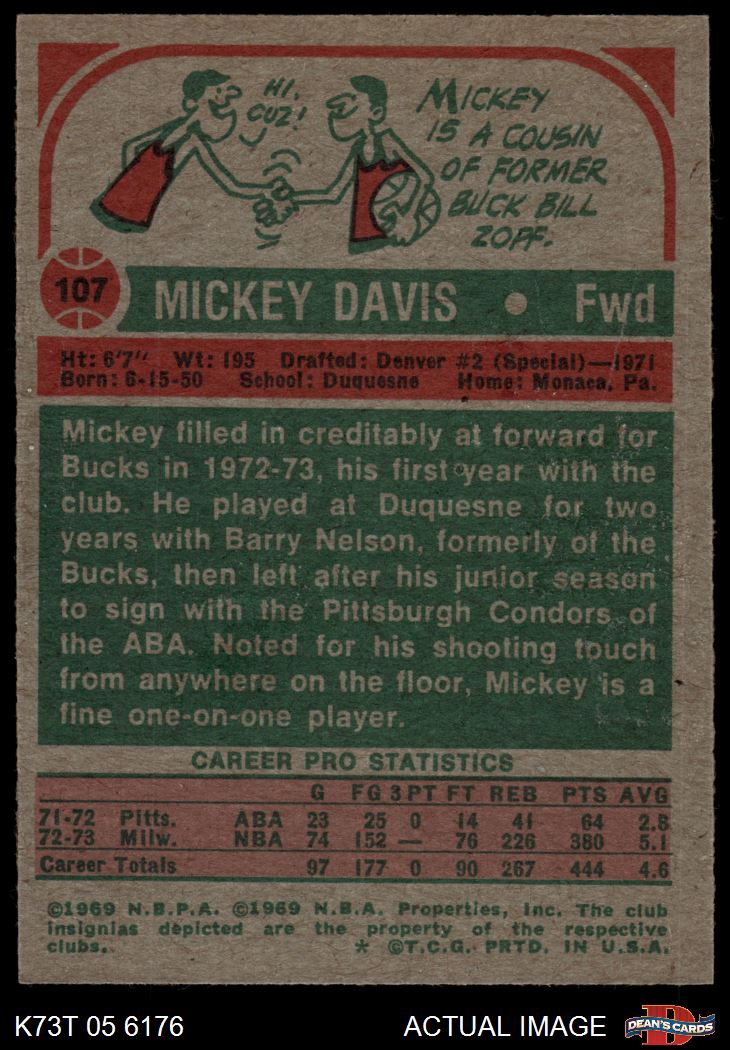 HI,
CUZ!
MICKEY
IS A COUSIN
OF FORMER
BUCK BILL
ZOPF.
107 MICKEY DAVIS • Fwd
Ht: 6'7" Wt: 195 Drafted: Denver #2 (Special)—1971
Born: 6-15-50 School: Duquesne Home: Monaca, Pa.
Mickey filled in creditably at forward for
Bucks in 1972-73, his first year with the
club. He played at Duquesne for two
years with Barry Nelson, formerly of the
Bucks, then left after his junior season
to sign with the Pittsburgh Condors of
the ABA. Noted for his shooting touch
from anywhere on the floor, Mickey is a
fine one-on-one player.
CAREER PRO STATISTICS
G FG 3PT FT REB PTS AVG
71-72 Pitts. ABA 23 25 0 14 41 64 2.8
72-73 Milw. NBA 74 152 — 76 226 380 5.1
Career Totals 97 177 0 90 267 444 4.6
©1969 N.B.P.A. ©1969 N.B.A. Properties, Inc. The club
insignias depicted are the property of the respective
clubs. * ©T.C.G. PRTD. IN U.S.A.
K73T 05 6176 ACTUAL IMAGE D DEAN'S CARDS